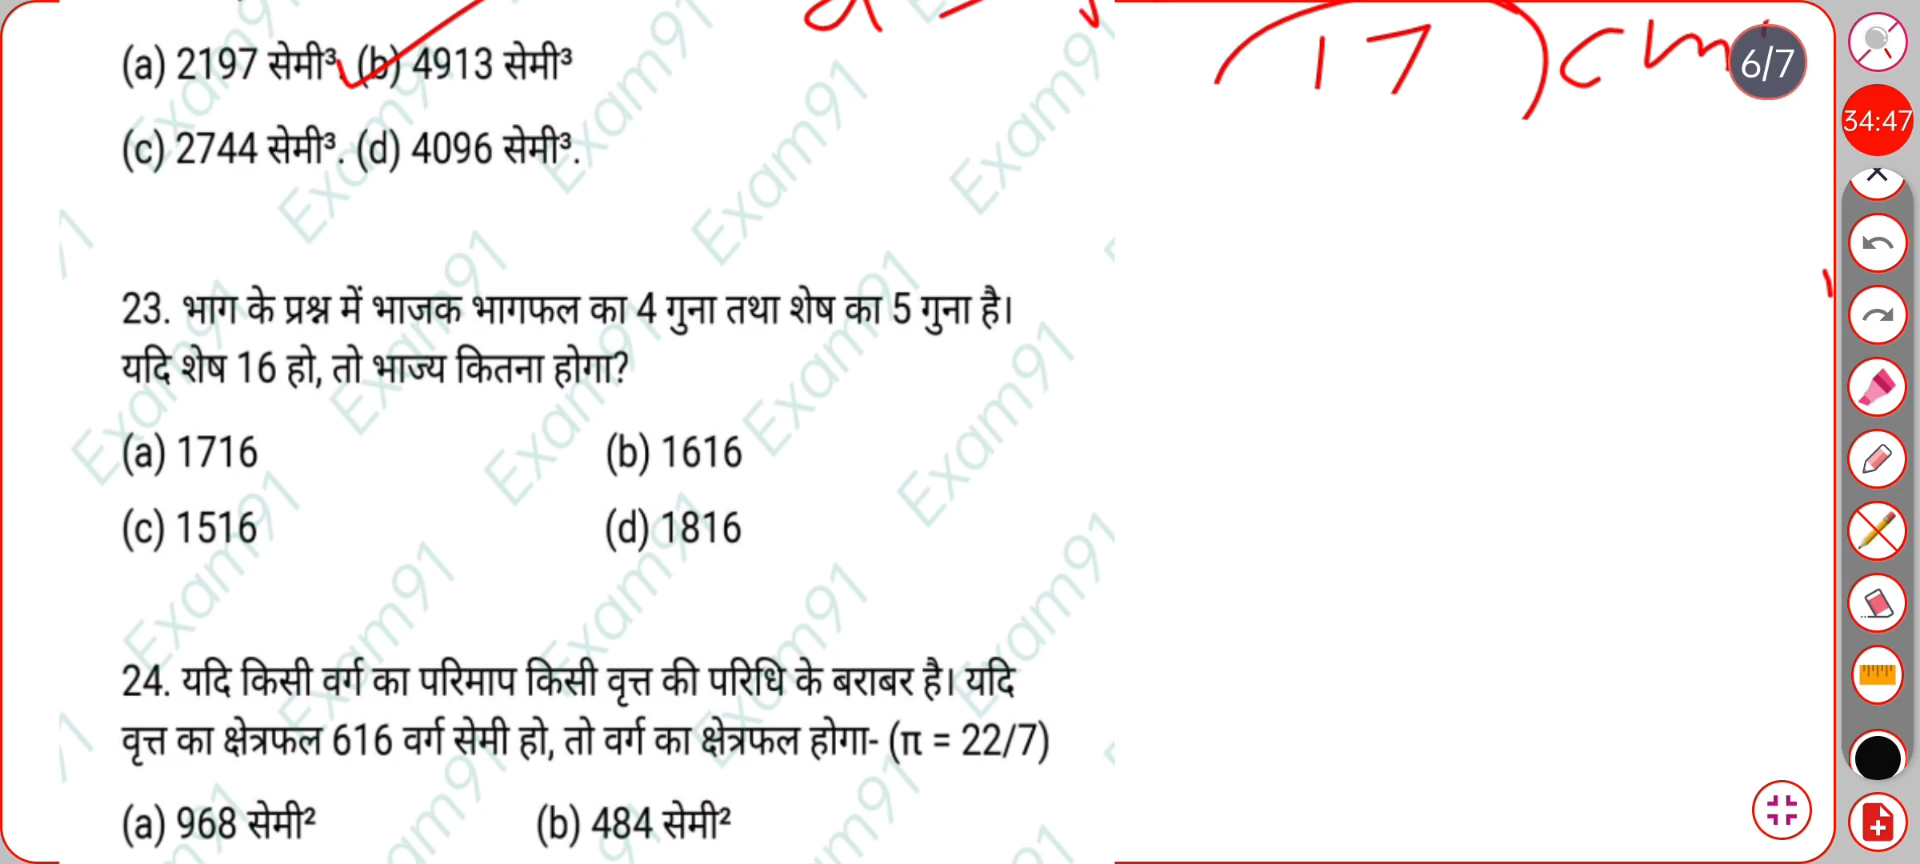 17) cm
6/7
(a) 2197 सेमी³. (b) 4913 सेमी³
34:47
(c) 2744 सेमी³. (d) 4096 सेमी³.
23. भाग के प्रश्न में भाजक भागफल का 4 गुना तथा शेष का 5 गुना है।
यदि शेष 16 हो, तो भाज्य कितना होगा?
(a) 1716 (b) 1616
(c) 1516 (d) 1816
24. यदि किसी वर्ग का परिमाप किसी वृत्त की परिधि के बराबर है। यदि
वृत्त का क्षेत्रफल 616 वर्ग सेमी हो, तो वर्ग का क्षेत्रफल होगा- (π = 22/7)
(a) 968 सेमी² (b) 484 सेमी²
Exam91